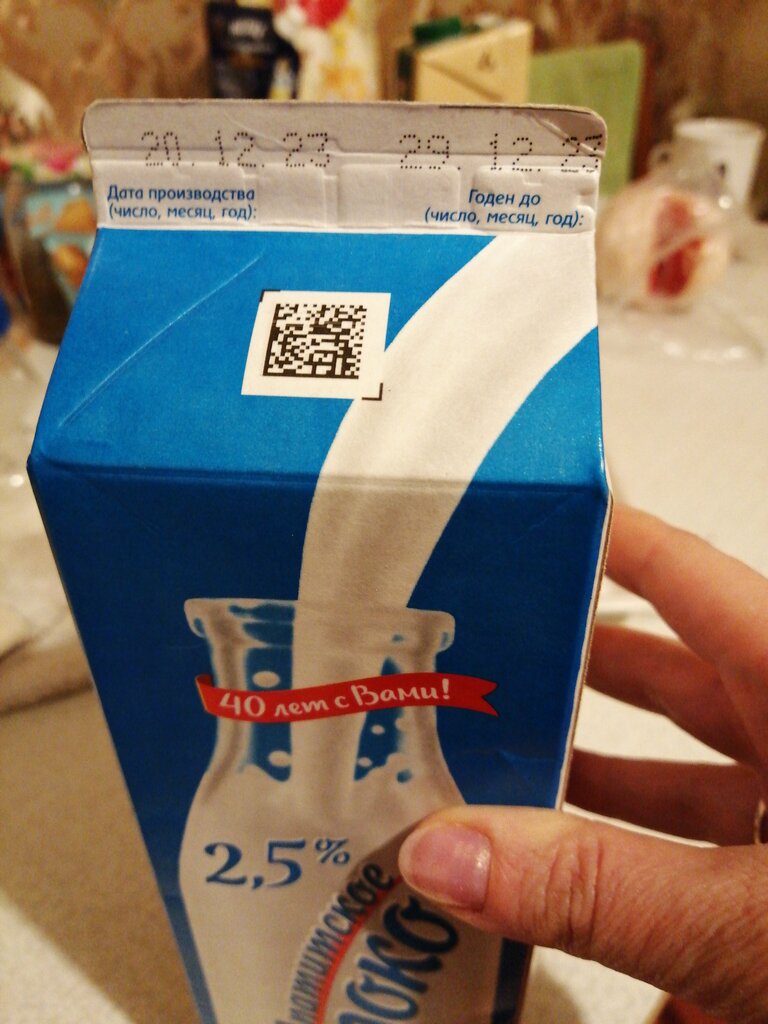 20.12.23 29.12.23
Дата производства
(число, месяц, год):
Годен до
(число, месяц, год):
40 лет с Вами!
2,5%